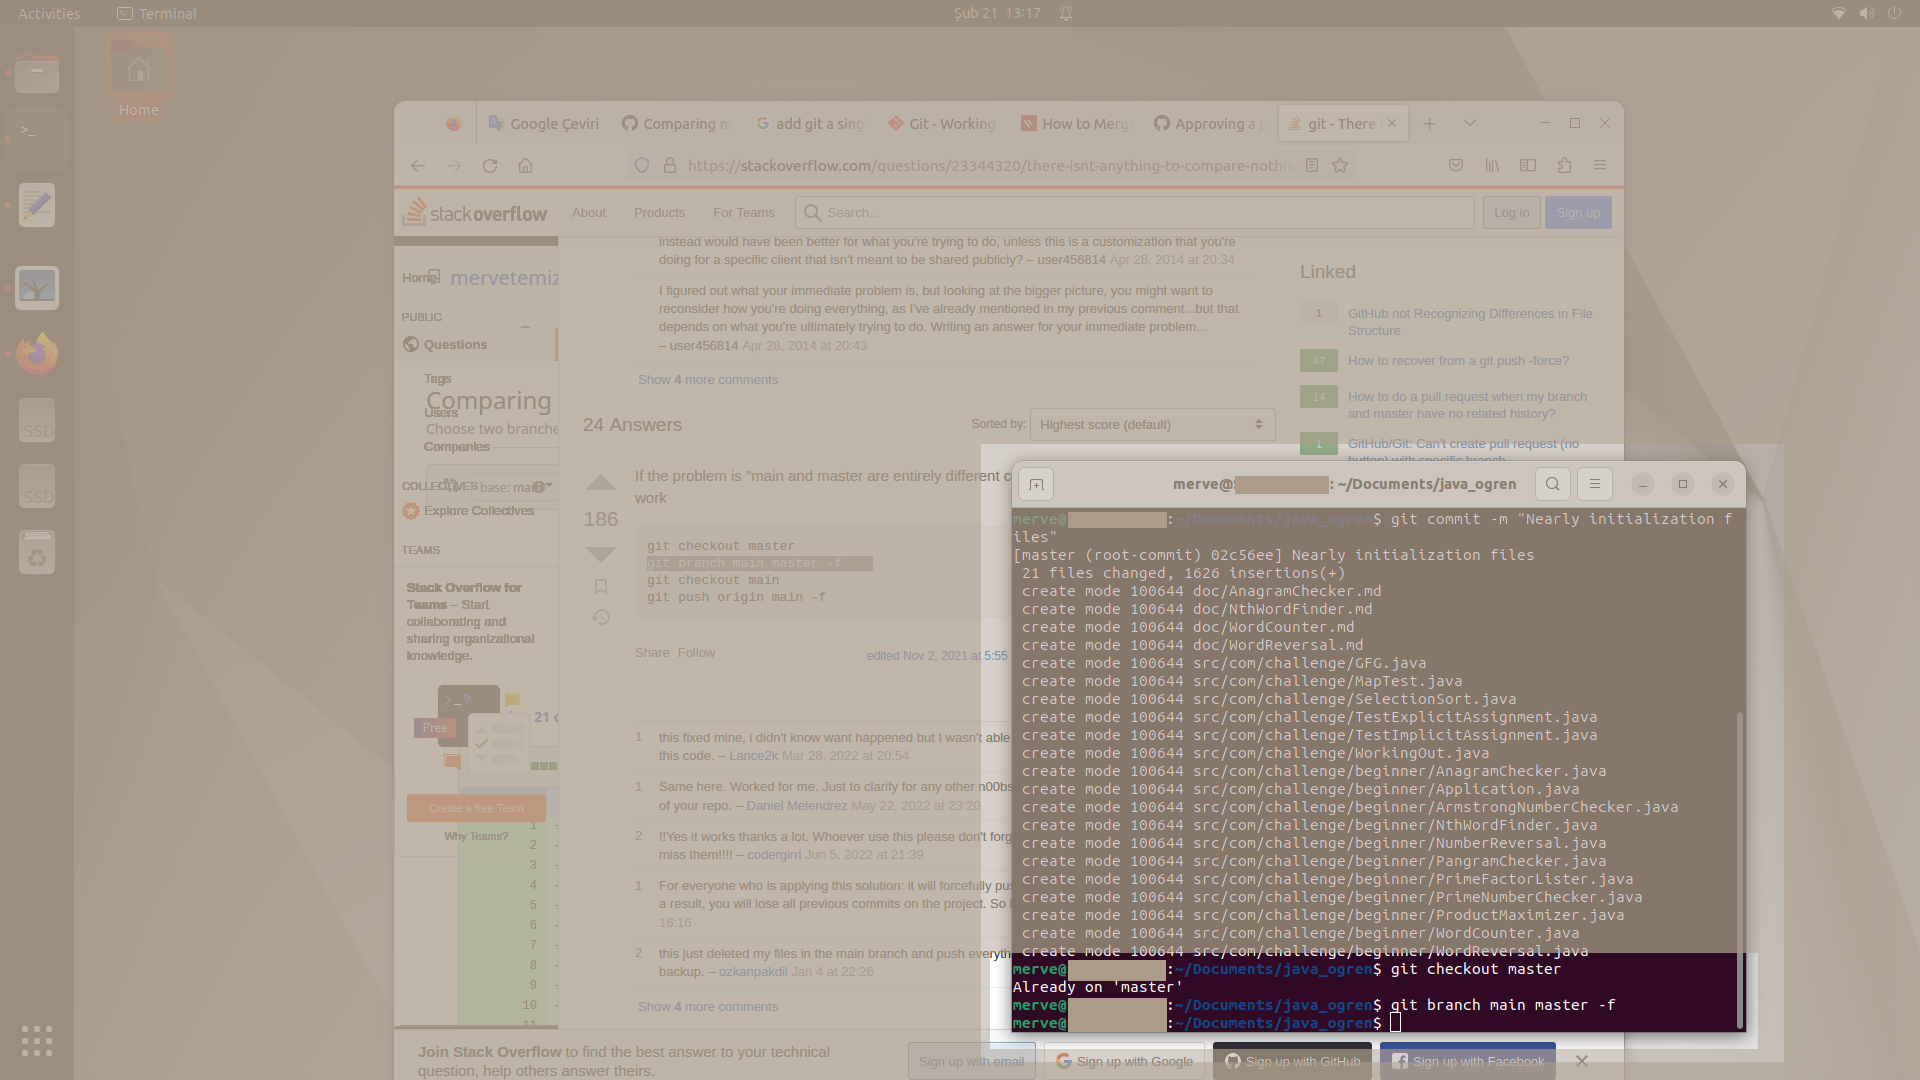 Activities
Terminal
Şub 21 13:17
Home
Google Çeviri
Comparing m
add git a sing
Git - Working
How to Merg
Approving a p
git - There i
https://stackoverflow.com/questions/23344320/there-isnt-anything-to-compare-nothin
stackoverflow
About
Products
For Teams
Search...
Log in
Sign up
Home
mervetemiz
PUBLIC
Questions
Tags
Comparing
Users
Choose two branche
Companies
COLLECTIVES
base: main
Explore Collectives
TEAMS
Stack Overflow for
Teams – Start
collaborating and
sharing organizational
knowledge.
>_?
Free
21 c
Create a free Team
Why Teams?
1
2
3
4
5
6
7
8
9
10
11
SSD
SSD
instead would have been better for what you're trying to do, unless this is a customization that you're
doing for a specific client that isn't meant to be shared publicly? – user456814 Apr 28, 2014 at 20:34
I figured out what your immediate problem is, but looking at the bigger picture, you might want to
reconsider how you're doing everything, as I've already mentioned in my previous comment...but that
depends on what you're ultimately trying to do. Writing an answer for your immediate problem...
– user456814 Apr 28, 2014 at 20:43
Show 4 more comments
24 Answers
Sorted by:
Highest score (default)
If the problem is "main and master are entirely different c
work
186
git checkout master
git branch main master -f
git checkout main
git push origin main -f
Share Follow
edited Nov 2, 2021 at 5:55
1 this fixed mine, i didn't know want happened but I wasn't able
this code. – Lance2k Mar 28, 2022 at 20:54
1 Same here. Worked for me. Just to clarify for any other n00bs
of your repo. – Daniel Melendrez May 22, 2022 at 23:20
2 !!Yes it works thanks a lot. Whoever use this please don't forg
miss them!!!! – codergirrl Jun 5, 2022 at 21:39
1 For everyone who is applying this solution: it will forcefully pu
a result, you will lose all previous commits on the project. So
16:16
2 this just deleted my files in the main branch and push everyth
backup. – ozkanpakdil Jan 4 at 22:26
Show 4 more comments
Linked
1 GitHub not Recognizing Differences in File
Structure
47 How to recover from a git push -force?
14 How to do a pull request when my branch
and master have no related history?
1 GitHub/Git: Can't create pull request (no
button) with specific branch
merve@ : ~/Documents/java_ogren
merve@ :~/Documents/java_ogren$ git commit -m "Nearly initialization f
iles"
[master (root-commit) 02c56ee] Nearly initialization files
21 files changed, 1626 insertions(+)
create mode 100644 doc/AnagramChecker.md
create mode 100644 doc/NthWordFinder.md
create mode 100644 doc/WordCounter.md
create mode 100644 doc/WordReversal.md
create mode 100644 src/com/challenge/GFG.java
create mode 100644 src/com/challenge/MapTest.java
create mode 100644 src/com/challenge/SelectionSort.java
create mode 100644 src/com/challenge/TestExplicitAssignment.java
create mode 100644 src/com/challenge/TestImplicitAssignment.java
create mode 100644 src/com/challenge/WorkingOut.java
create mode 100644 src/com/challenge/beginner/AnagramChecker.java
create mode 100644 src/com/challenge/beginner/Application.java
create mode 100644 src/com/challenge/beginner/ArmstrongNumberChecker.java
create mode 100644 src/com/challenge/beginner/NthWordFinder.java
create mode 100644 src/com/challenge/beginner/NumberReversal.java
create mode 100644 src/com/challenge/beginner/PangramChecker.java
create mode 100644 src/com/challenge/beginner/PrimeFactorLister.java
create mode 100644 src/com/challenge/beginner/PrimeNumberChecker.java
create mode 100644 src/com/challenge/beginner/ProductMaximizer.java
create mode 100644 src/com/challenge/beginner/WordCounter.java
create mode 100644 src/com/challenge/beginner/WordReversal.java
merve@ :~/Documents/java_ogren$ git checkout master
Already on 'master'
merve@ :~/Documents/java_ogren$ git branch main master -f
merve@ :~/Documents/java_ogren$
Join Stack Overflow to find the best answer to your technical
question, help others answer theirs.
Sign up with email
Sign up with Google
Sign up with GitHub
Sign up with Facebook